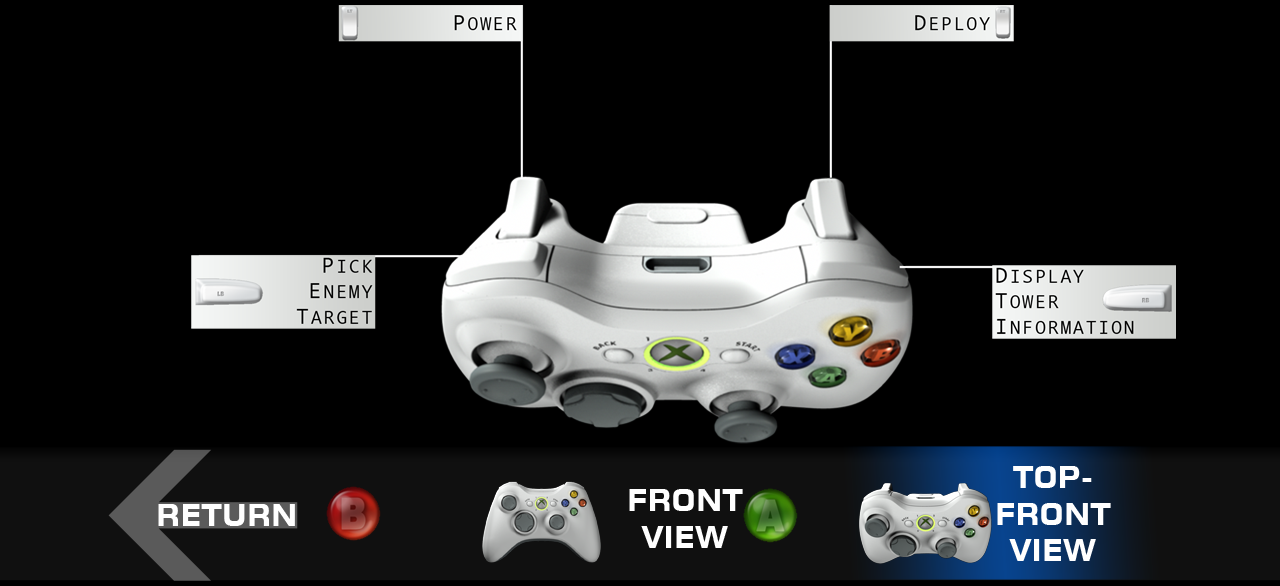 POWER
DEPLOY
PICK
ENEMY
TARGET
LB
DISPLAY
TOWER
INFORMATION
RB
BACK
START
X
Y
B
A
RETURN
B
FRONT
VIEW
A
TOP-
FRONT
VIEW